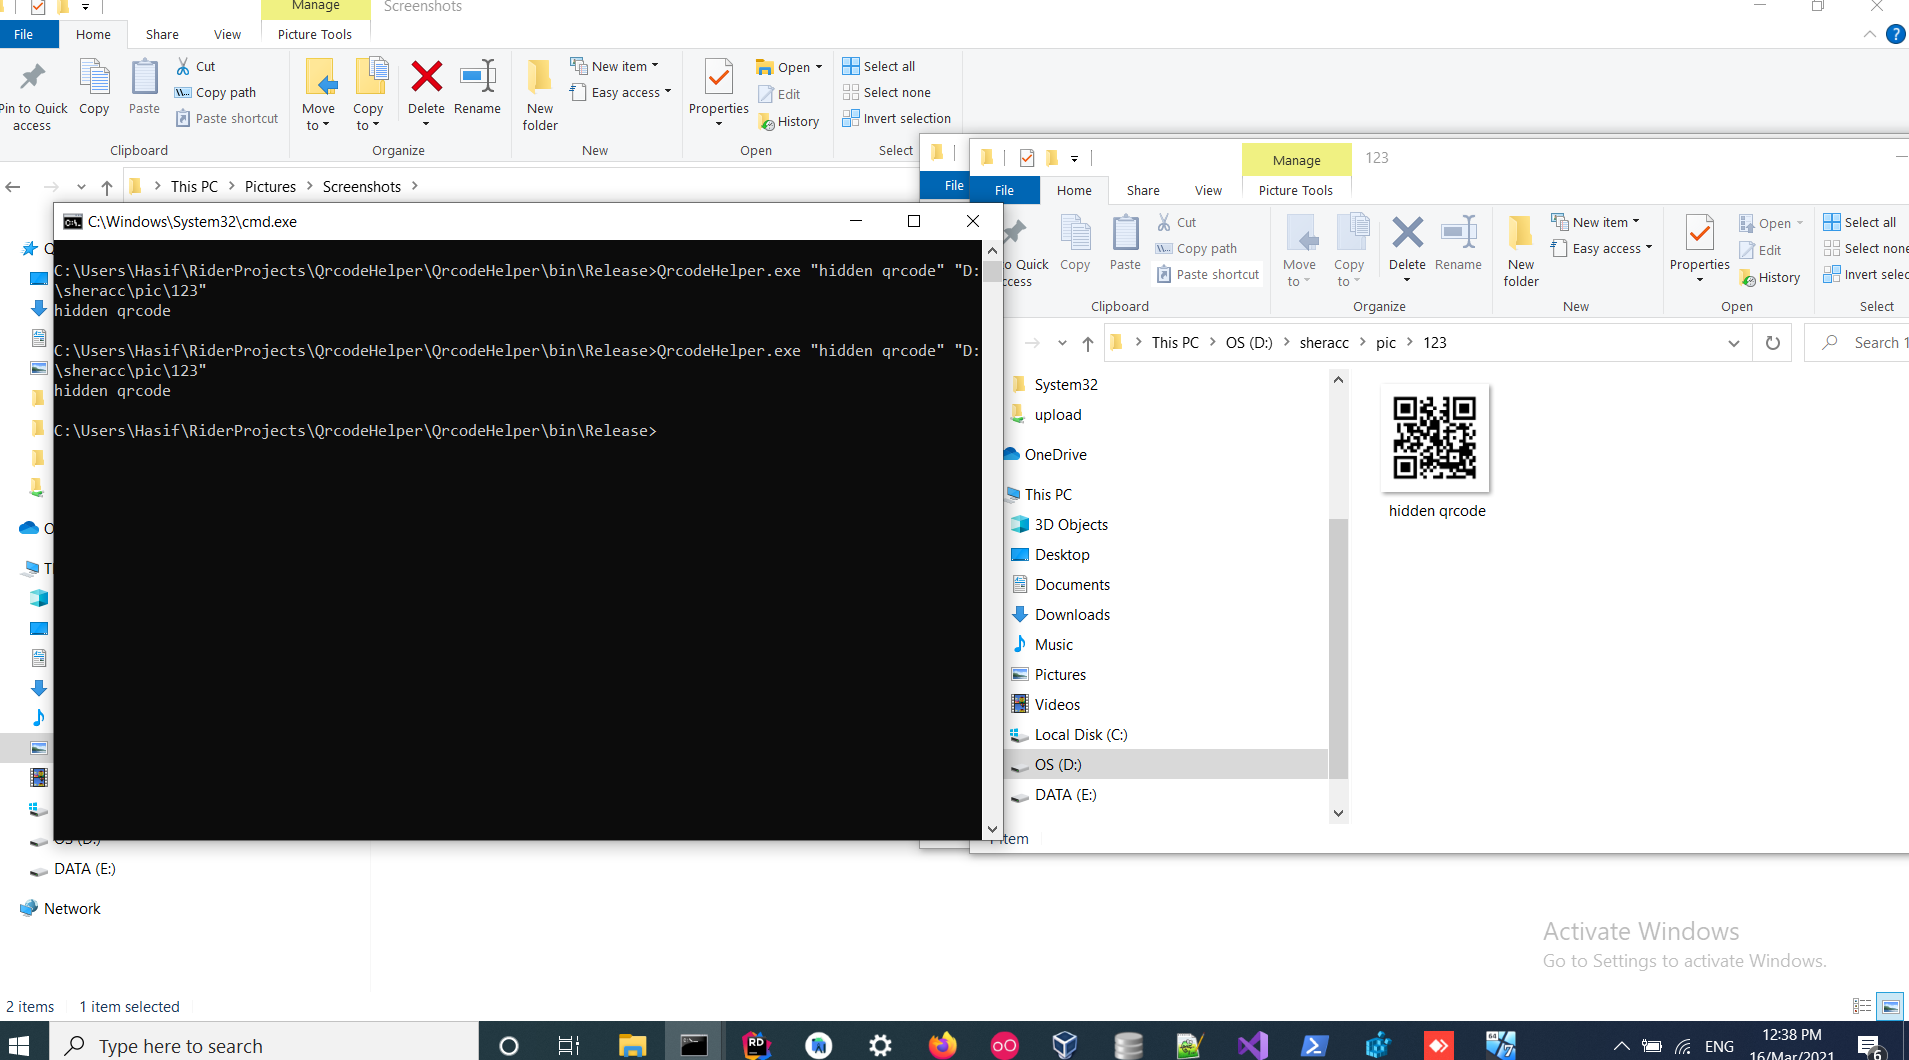 Manage
Screenshots
File
Home
Share
View
Picture Tools
Pin to Quick access
Copy
Paste
Cut
Copy path
Paste shortcut
Move to
Copy to
Delete
Rename
New folder
New item
Easy access
Properties
Open
Edit
History
Select all
Select none
Invert selection
Clipboard
Organize
New
Open
Select
This PC
Pictures
Screenshots
C:\Windows\System32\cmd.exe
C:\Users\Hasif\RiderProjects\QrcodeHelper\QrcodeHelper\bin\Release>QrcodeHelper.exe "hidden qrcode" "D:
\sheracc\pic\123"
hidden qrcode
C:\Users\Hasif\RiderProjects\QrcodeHelper\QrcodeHelper\bin\Release>QrcodeHelper.exe "hidden qrcode" "D:
\sheracc\pic\123"
hidden qrcode
C:\Users\Hasif\RiderProjects\QrcodeHelper\QrcodeHelper\bin\Release>
DATA (E:)
Network
2 items
1 item selected
File
Manage
123
File
Home
Share
View
Picture Tools
Quick
Copy
Paste
Cut
Copy path
Paste shortcut
Move to
Copy to
Delete
Rename
New folder
New item
Easy access
Properties
Open
Edit
History
Select all
Select none
Invert selec
Clipboard
Organize
New
Open
Select
This PC
OS (D:)
sheracc
pic
123
Search 1
System32
upload
OneDrive
This PC
3D Objects
Desktop
Documents
Downloads
Music
Pictures
Videos
Local Disk (C:)
OS (D:)
DATA (E:)
hidden qrcode
Activate Windows
Go to Settings to activate Windows.
Type here to search
RD
64
ENG
12:38 PM
16/Mar/2021
6